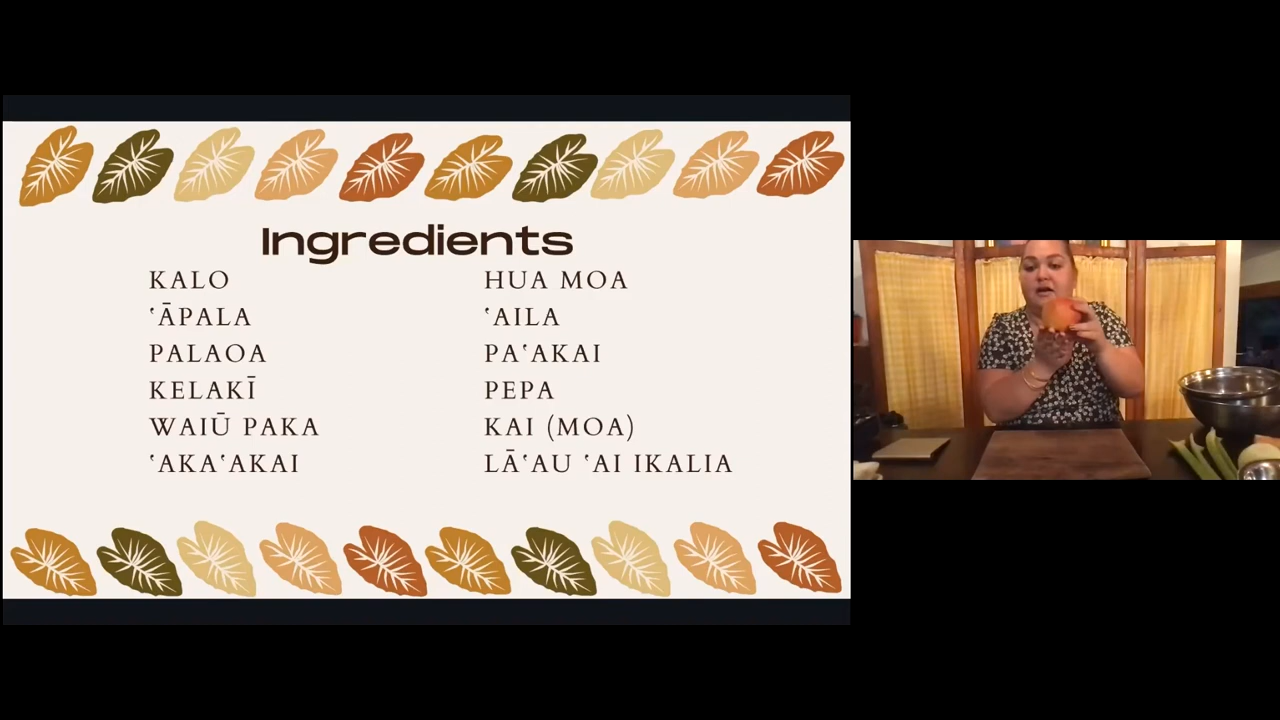 Ingredients
KALO
ʻĀPALA
PALAOA
KELAKĪ
WAIŪ PAKA
ʻAKAʻAKAI
HUA MOA
ʻAILA
PAʻAKAI
PEPA
KAI (MOA)
LĀʻAU ʻAI IKALIA